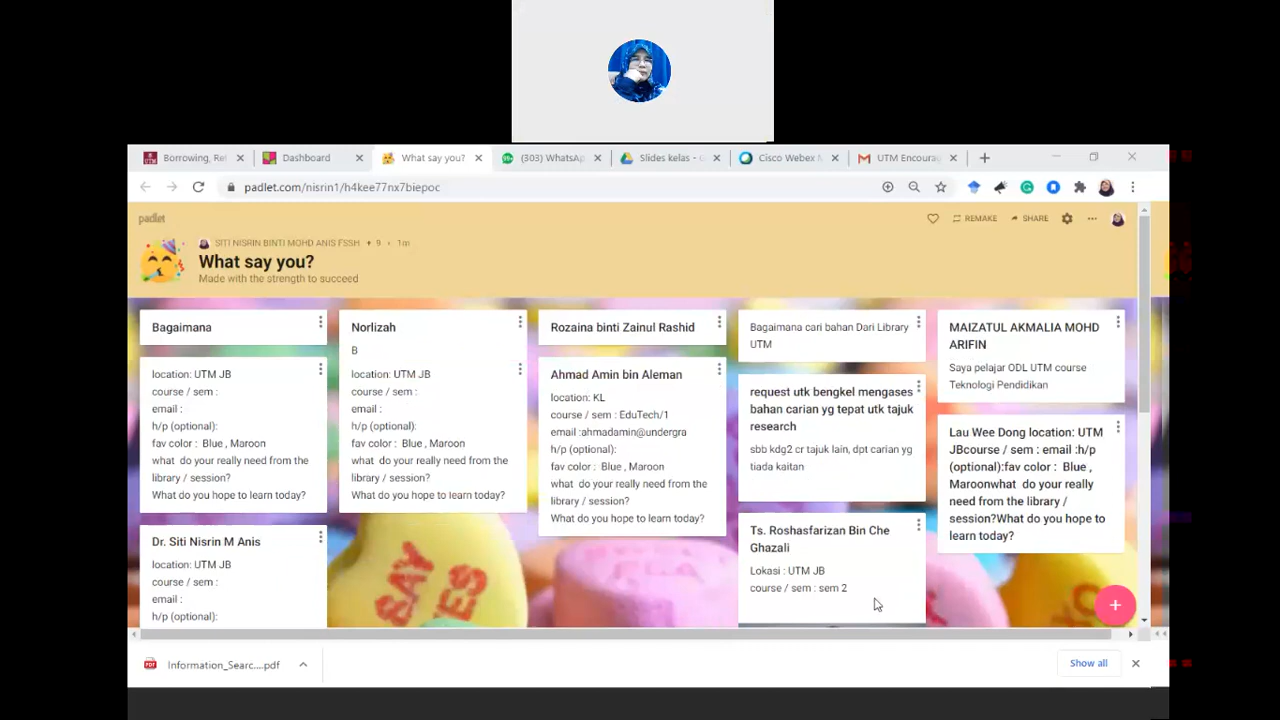 Borrowing, Re
Dashboard
What say you?
(303) WhatsAp
Slides kelas - G
Cisco Webex M
UTM Encourag
padlet.com/nisrin1/h4kee77nx7biepoc
padlet
REMAKE
SHARE
SITI NISRIN BINTI MOHD ANIS FSSH + 9 • 1m
What say you?
Made with the strength to succeed
Bagaimana
location: UTM JB
course / sem :
email :
h/p (optional):
fav color : Blue , Maroon
what do your really need from the
library / session?
What do you hope to learn today?
Dr. Siti Nisrin M Anis
location: UTM JB
course / sem :
email :
h/p (optional):
Norlizah
B
location: UTM JB
course / sem :
email :
h/p (optional):
fav color : Blue , Maroon
what do your really need from the
library / session?
What do you hope to learn today?
Rozaina binti Zainul Rashid
Ahmad Amin bin Aleman
location: KL
course / sem : EduTech/1
email :ahmadamin@undergra
h/p (optional):
fav color : Blue , Maroon
what do your really need from the
library / session?
What do you hope to learn today?
Bagaimana cari bahan Dari Library
UTM
request utk bengkel mengases
bahan carian yg tepat utk tajuk
research
sbb kdg2 cr tajuk lain, dpt carian yg
tiada kaitan
Ts. Roshasfarizan Bin Che
Ghazali
Lokasi : UTM JB
course / sem : sem 2
MAIZATUL AKMALIA MOHD
ARIFIN
Saya pelajar ODL UTM course
Teknologi Pendidikan
Lau Wee Dong location: UTM
JBcourse / sem : email :h/p
(optional):fav color : Blue ,
Maroonwhat do your really
need from the library /
session?What do you hope to
learn today?
SAY
YES
Information_Searc....pdf
Show all